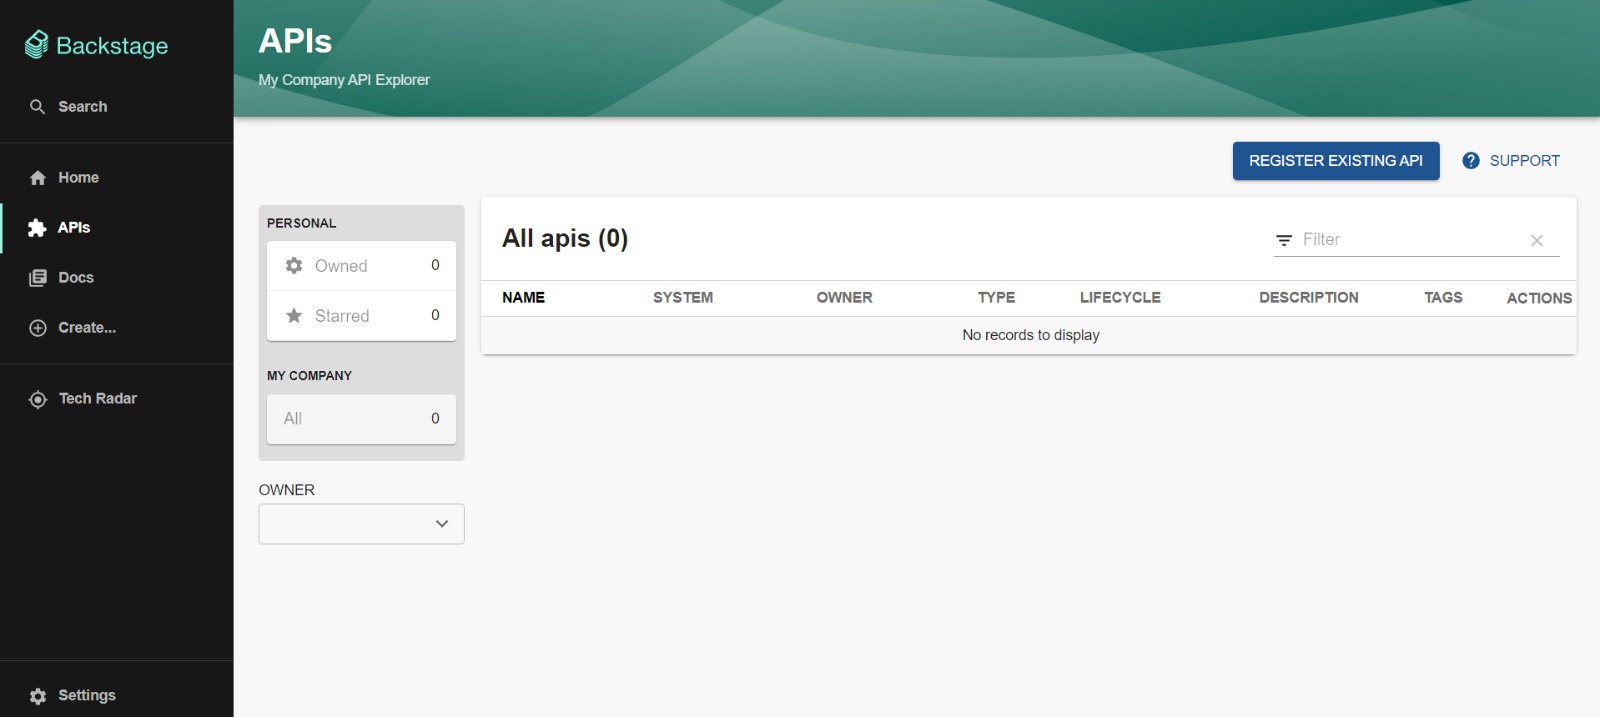 Backstage
Search
Home
APIs
Docs
Create...
Tech Radar
Settings
APIs
My Company API Explorer
REGISTER EXISTING API
SUPPORT
PERSONAL
Owned 0
Starred 0
MY COMPANY
All 0
OWNER
All apis (0)
Filter
NAME SYSTEM OWNER TYPE LIFECYCLE DESCRIPTION TAGS ACTIONS
No records to display